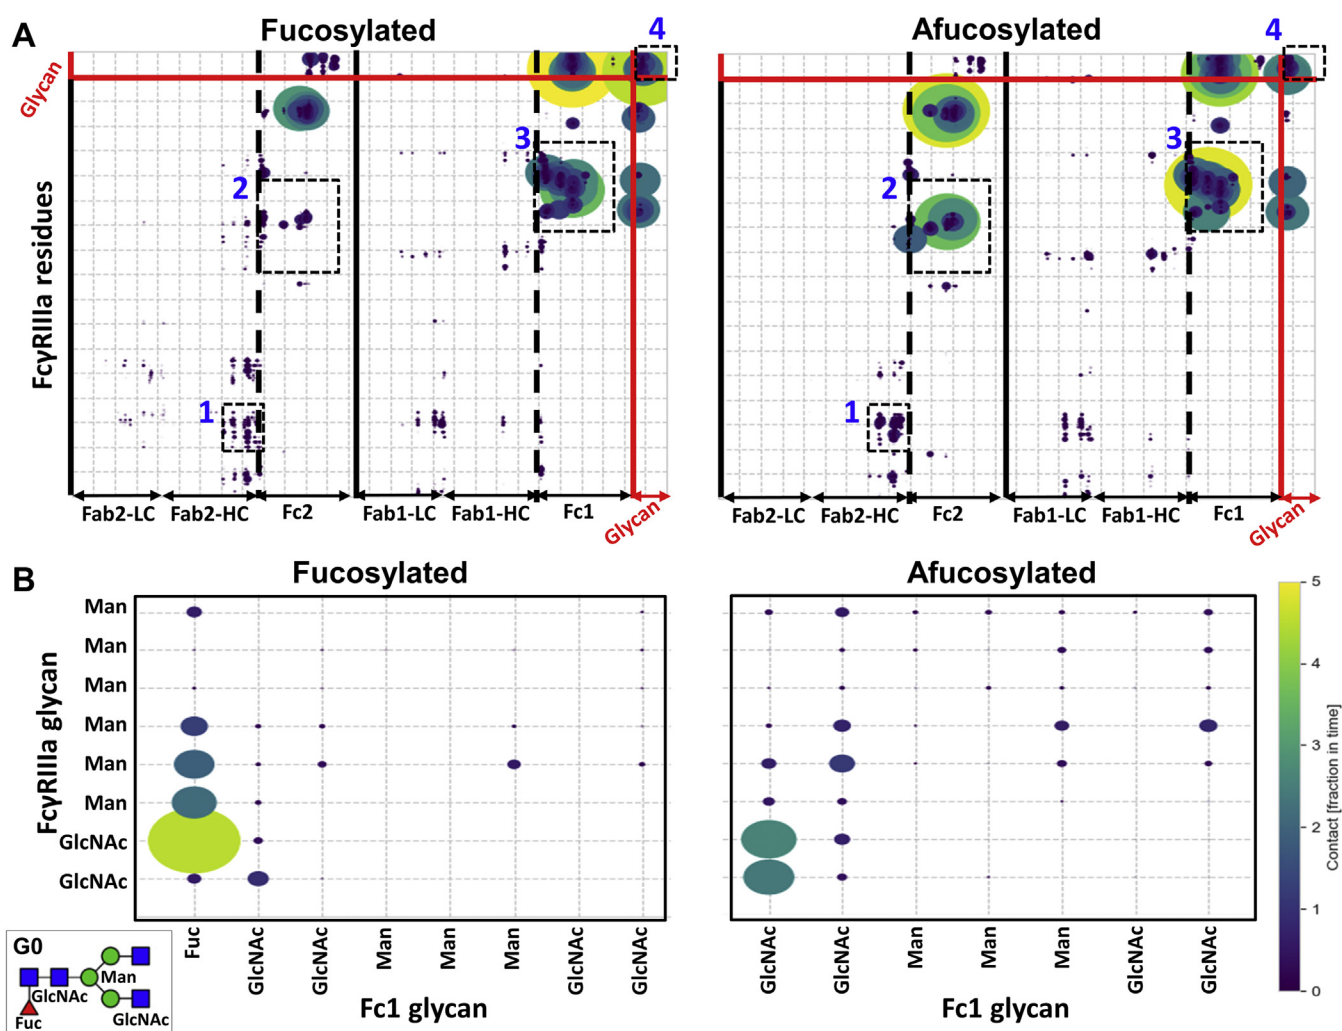 A
Fucosylated
Afucosylated
4
4
Glycan
3
3
2
2
FcγRIIIa residues
1
1
Fab2-LC Fab2-HC Fc2 Fab1-LC Fab1-HC Fc1 Glycan
Fab2-LC Fab2-HC Fc2 Fab1-LC Fab1-HC Fc1 Glycan
B
Fucosylated
Afucosylated
FcγRIIIa glycan
Man
Man
Man
Man
Man
Man
GlcNAc
GlcNAc
Fuc GlcNAc GlcNAc Man Man Man GlcNAc GlcNAc
Fc1 glycan
GlcNAc GlcNAc Man Man Man GlcNAc GlcNAc
Fc1 glycan
5
4
3
2
1
0
Contact [fraction in time]
G0
Man
GlcNAc
GlcNAc
Fuc